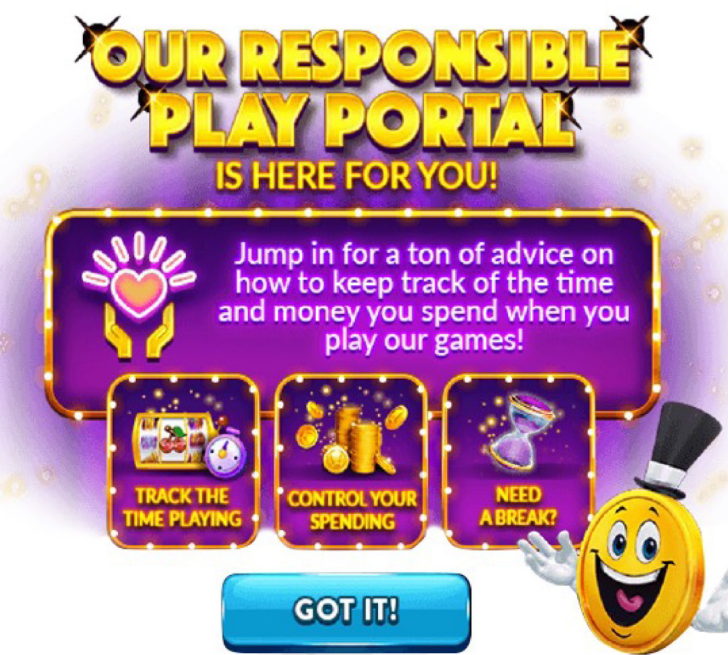 OUR RESPONSIBLE
PLAY PORTAL
IS HERE FOR YOU!
Jump in for a ton of advice on
how to keep track of the time
and money you spend when you
play our games!
TRACK THE
TIME PLAYING
CONTROL YOUR
SPENDING
NEED
A BREAK?
GOT IT!